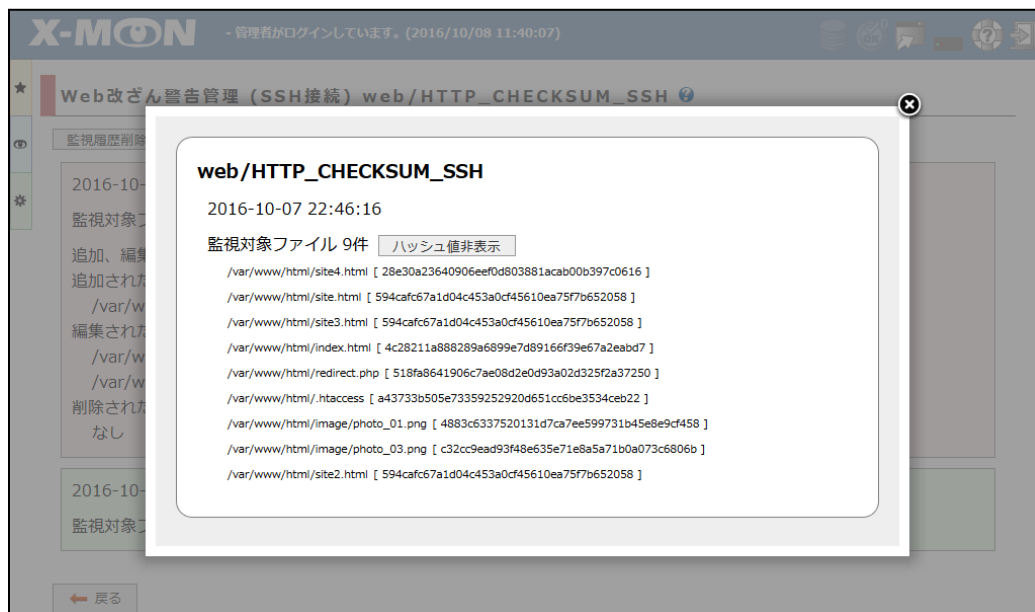 X-MON
- 管理者がログインしています。(2016/10/08 11:40:07)
Web改ざん警告管理 (SSH接続) web/HTTP_CHECKSUM_SSH
監視履歴削除
2016-10-
監視対象フ
追加、編集
追加された
/var/w
編集された
/var/w
/var/w
削除された
なし
2016-10-
監視対象フ
戻る
web/HTTP_CHECKSUM_SSH
2016-10-07 22:46:16
監視対象ファイル 9件 ハッシュ値非表示
/var/www/html/site4.html [ 28e30a23640906eef0d803881acab00b397c0616 ]
/var/www/html/site.html [ 594cafc67a1d04c453a0cf45610ea75f7b652058 ]
/var/www/html/site3.html [ 594cafc67a1d04c453a0cf45610ea75f7b652058 ]
/var/www/html/index.html [ 4c28211a888289a6899e7d89166f39e67a2eabd7 ]
/var/www/html/redirect.php [ 518fa8641906c7ae08d2e0d93a02d325f2a37250 ]
/var/www/html/.htaccess [ a43733b505e73359252920d651cc6be3534ceb22 ]
/var/www/html/image/photo_01.png [ 4883c6337520131d7ca7ee599731b45e8e9cf458 ]
/var/www/html/image/photo_03.png [ c32cc9ead93f48e635e71e8a5a71b0a073c6806b ]
/var/www/html/site2.html [ 594cafc67a1d04c453a0cf45610ea75f7b652058 ]